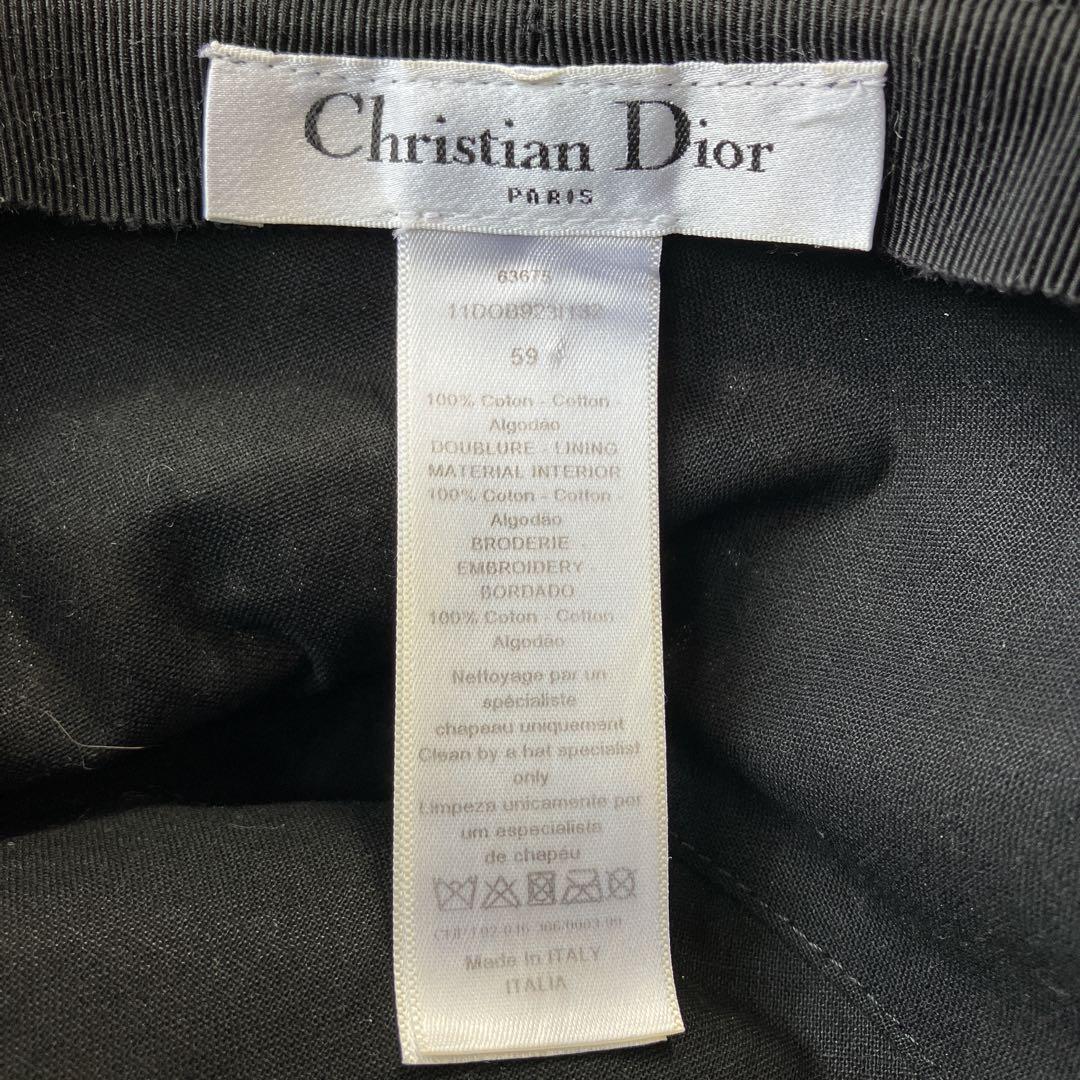 Christian Dior
PARIS
63675
11DOB923I132
59
100% Coton - Cotton -
Algodão
DOUBLURE - LINING
MATERIAL INTERIOR
100% Coton - Cotton -
Algodão
BRODERIE -
EMBROIDERY -
BORDADO
100% Coton - Cotton
Algodão
Nettoyage par un
spécialiste
chapeau uniquement
Clean by a hat specialist
only
Limpeza unicamente por
um especialista
de chapéu
Made in ITALY
ITALIA